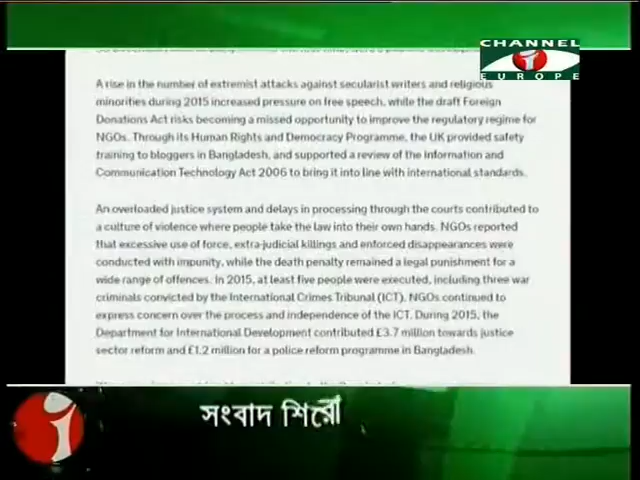 CHANNEL
i
EUROPE
A rise in the number of extremist attacks against secularist writers and religious
minorities during 2015 increased pressure on free speech, while the draft Foreign
Donations Act risks becoming a missed opportunity to improve the regulatory regime for
NGOs. Through its Human Rights and Democracy Programme, the UK provided safety
training to bloggers in Bangladesh, and supported a review of the Information and
Communication Technology Act 2006 to bring it into line with international standards.
An overloaded justice system and delays in processing through the courts contributed to
a culture of violence where people take the law into their own hands. NGOs reported
that excessive use of force, extra-judicial killings and enforced disappearances were
conducted with impunity, while the death penalty remained a legal punishment for a
wide range of offences. In 2015, at least five people were executed, including three war
criminals convicted by the International Crimes Tribunal (ICT). NGOs continued to
express concern over the process and independence of the ICT. During 2015, the
Department for International Development contributed £3.7 million towards justice
sector reform and £1.2 million for a police reform programme in Bangladesh.
i
সংবাদ শিরো